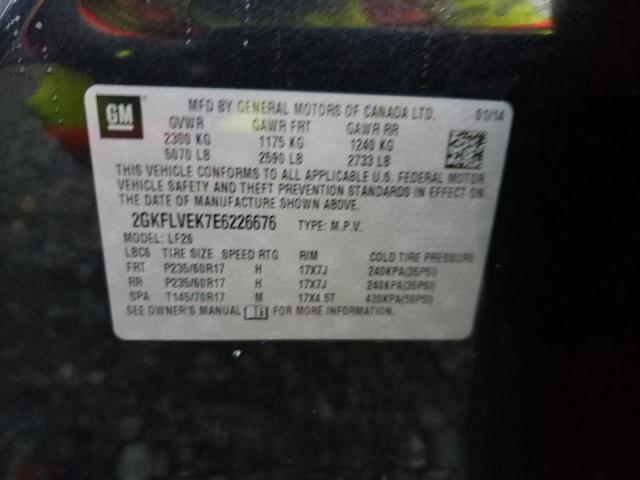 GM MFD BY GENERAL MOTORS OF CANADA LTD. 01/14
GVWR GAWR FRT GAWR RR
2300 KG 1175 KG 1240 KG
5070 LB 2590 LB 2733 LB
THIS VEHICLE CONFORMS TO ALL APPLICABLE U.S. FEDERAL MOTOR
VEHICLE SAFETY AND THEFT PREVENTION STANDARDS IN EFFECT ON
THE DATE OF MANUFACTURE SHOWN ABOVE.
2GKFLVEK7E6226676 TYPE: M.P.V.
MODEL: LF26
LBC6 TIRE SIZE SPEED RTG RIM COLD TIRE PRESSURE
FRT P235/60R17 H 17X7J 240KPA(35PSI)
RR P235/60R17 H 17X7J 240KPA(35PSI)
SPA T145/70R17 M 17X4.5T 420KPA(60PSI)
SEE OWNER'S MANUAL FOR MORE INFORMATION.